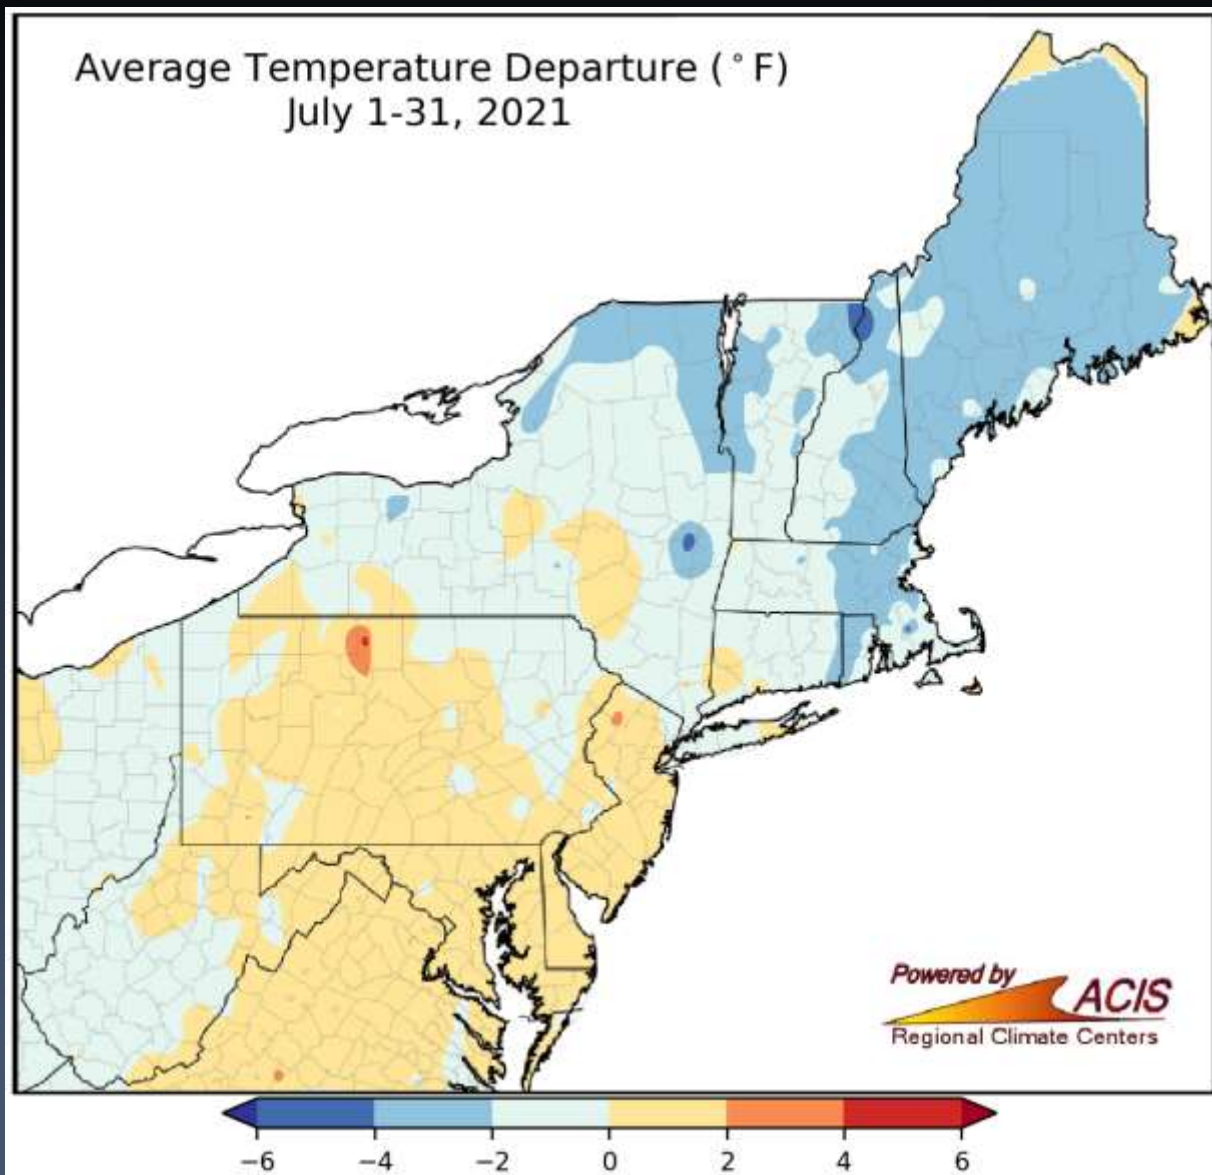 Average Temperature Departure (°F)
July 1-31, 2021
Powered by
ACIS
Regional Climate Centers
−6 −4 −2 0 2 4 6